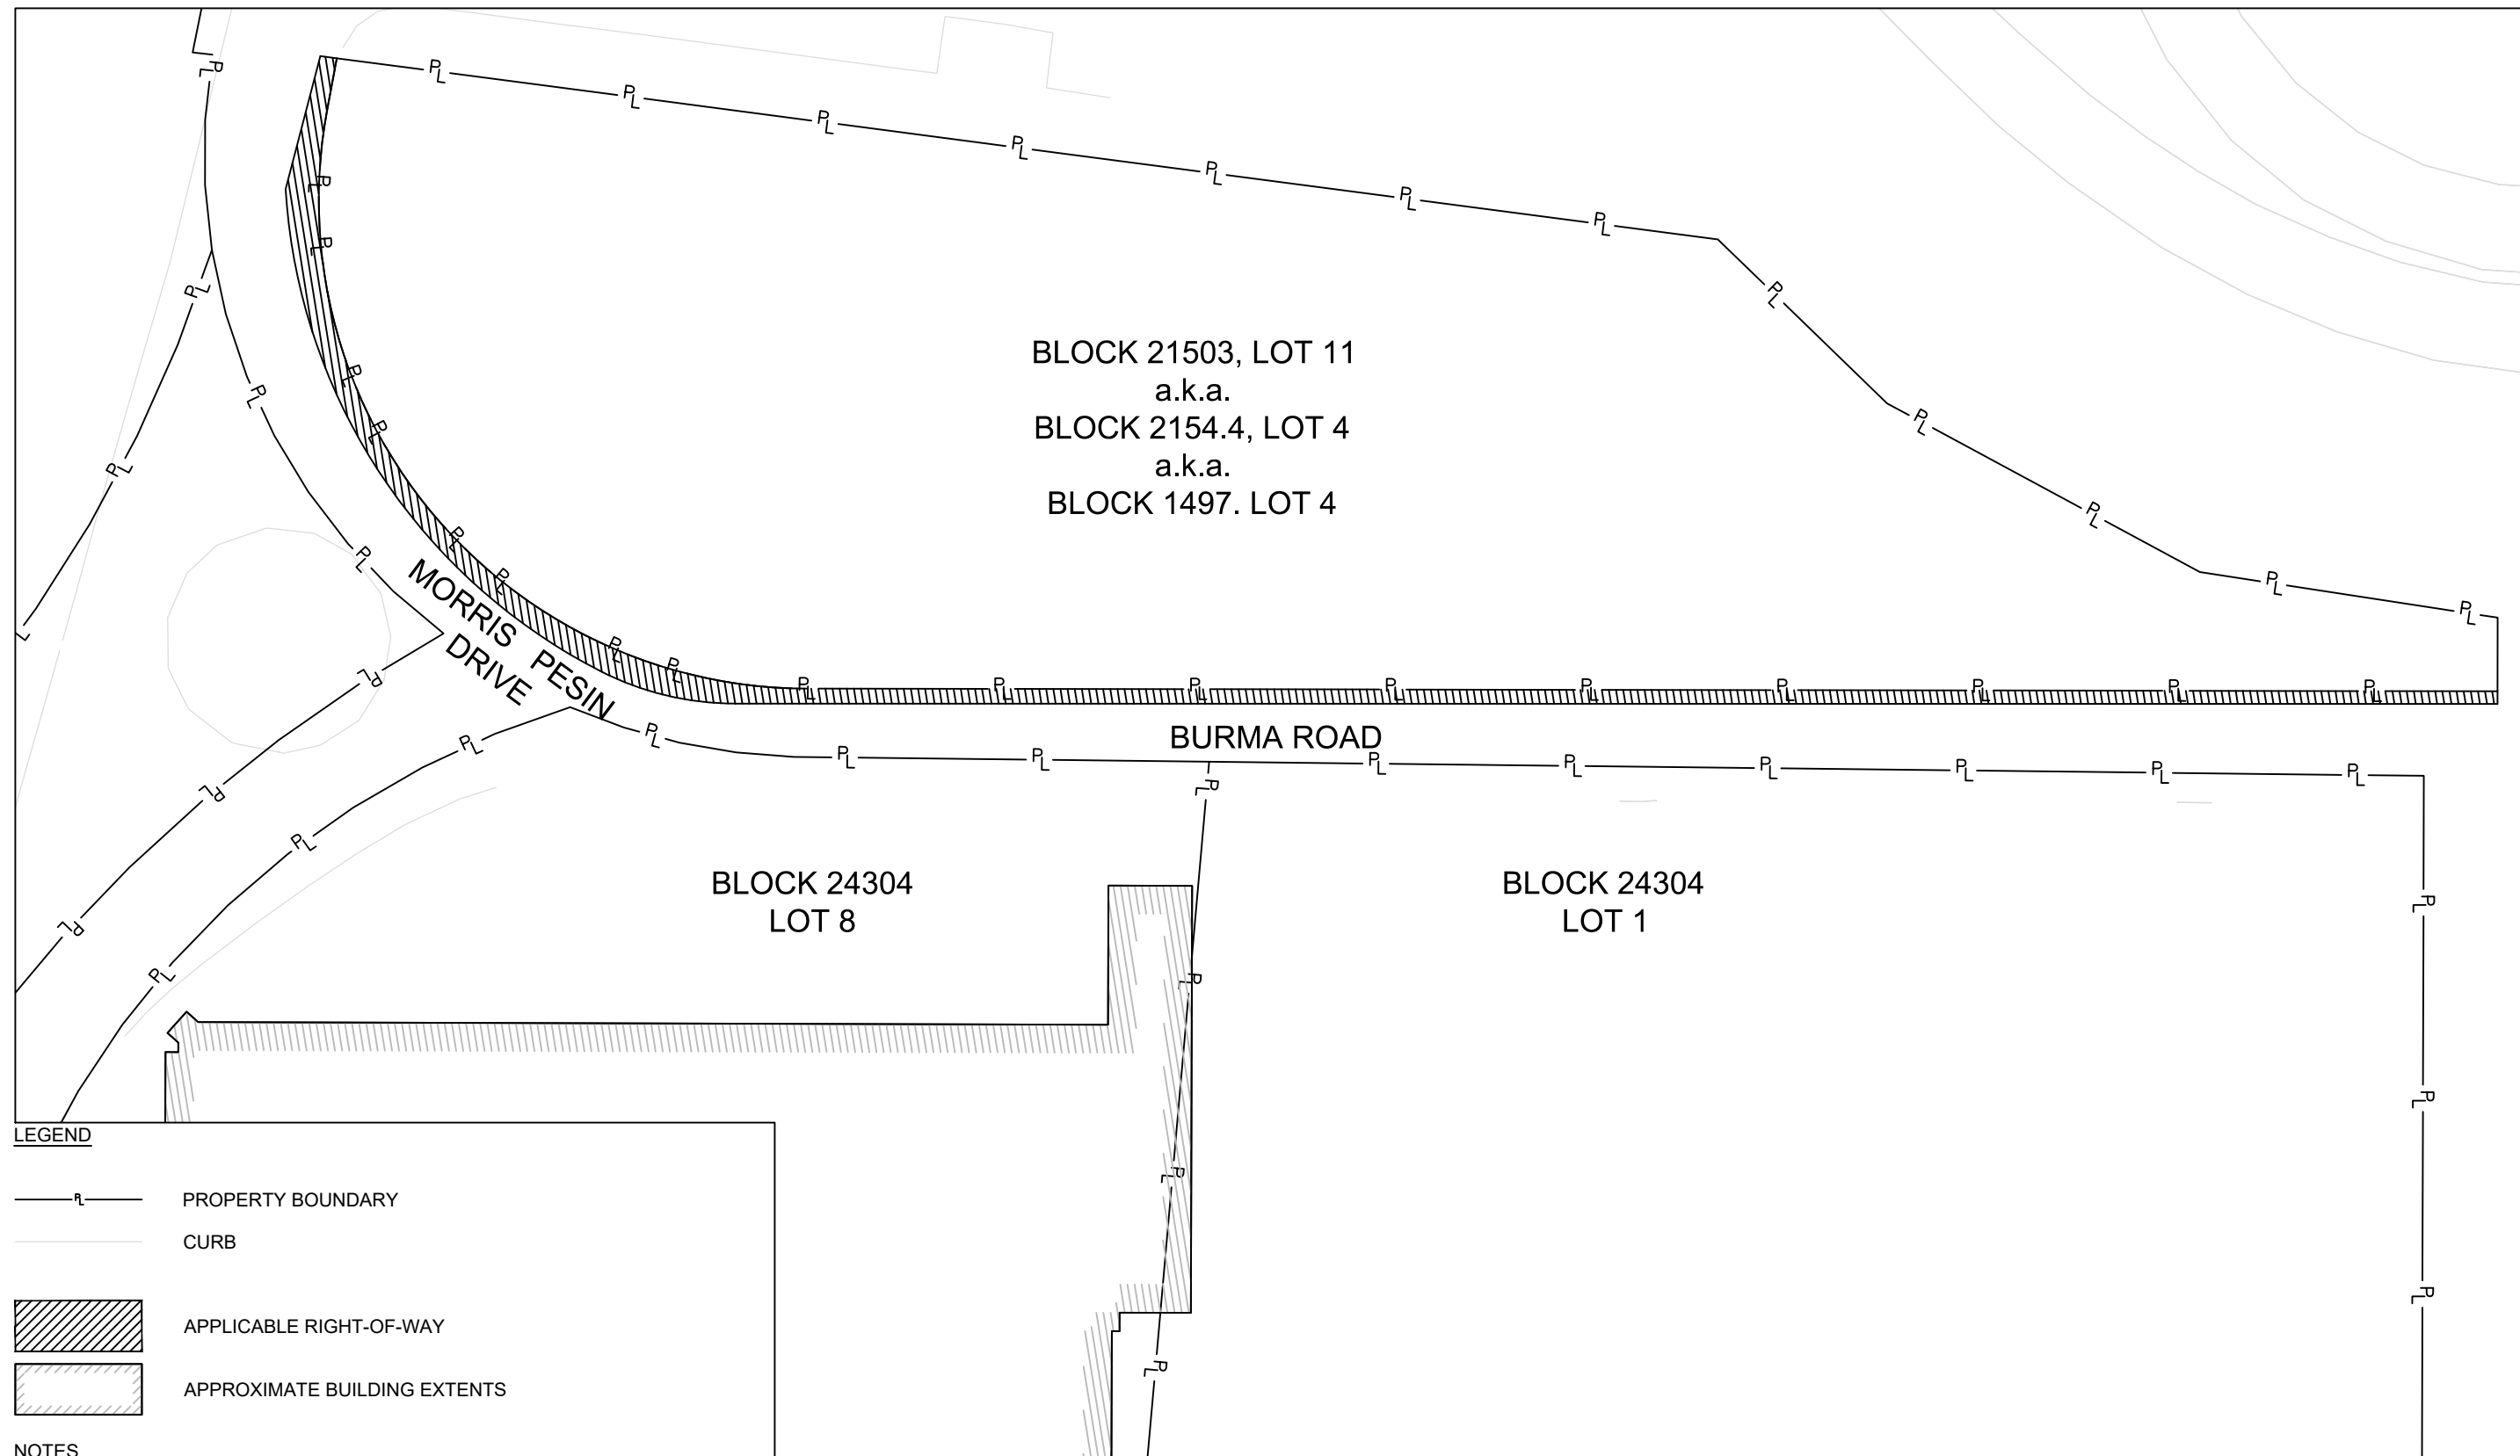 BLOCK 21503, LOT 11
a.k.a.
BLOCK 2154.4, LOT 4
a.k.a.
BLOCK 1497. LOT 4
MORRIS PESIN
DRIVE
BURMA ROAD
BLOCK 24304
LOT 8
BLOCK 24304
LOT 1
LEGEND
PL
PROPERTY BOUNDARY
CURB
APPLICABLE RIGHT-OF-WAY
APPROXIMATE BUILDING EXTENTS
NOTES